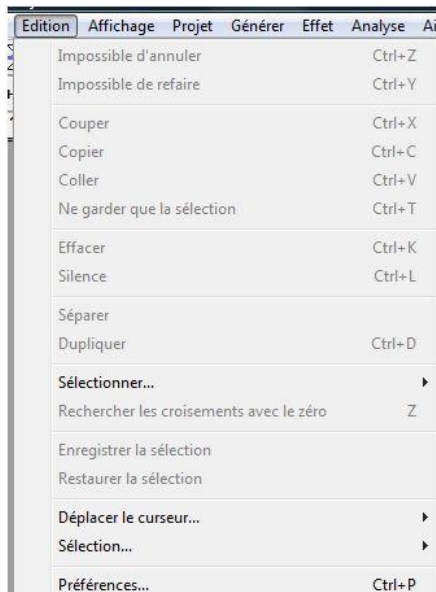 Edition Affichage Projet Générer Effet Analyse
Impossible d'annuler Ctrl+Z
Impossible de refaire Ctrl+Y
Couper Ctrl+X
Copier Ctrl+C
Coller Ctrl+V
Ne garder que la sélection Ctrl+T
Effacer Ctrl+K
Silence Ctrl+L
Séparer
Dupliquer Ctrl+D
Sélectionner...
Rechercher les croisements avec le zéro Z
Enregistrer la sélection
Restaurer la sélection
Déplacer le curseur...
Sélection...
Préférences... Ctrl+P